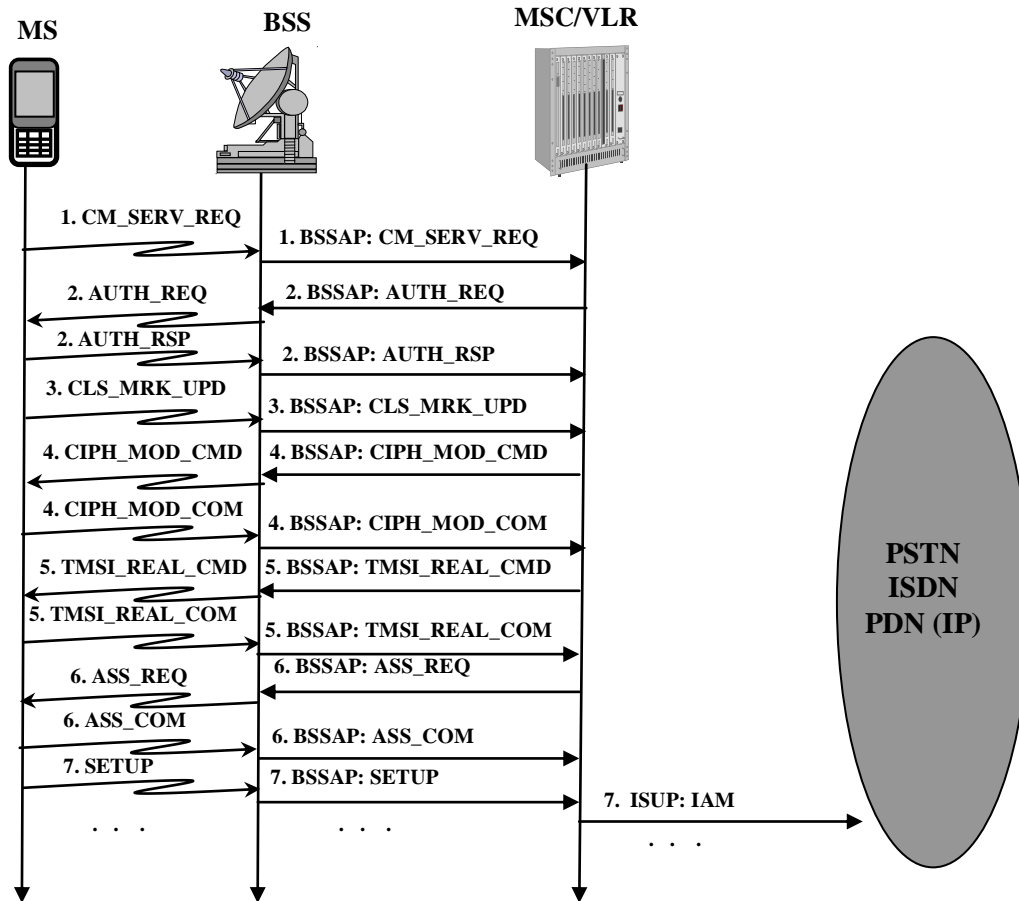 MS
BSS
MSC/VLR
1. CM_SERV_REQ
1. BSSAP: CM_SERV_REQ
2. AUTH_REQ
2. BSSAP: AUTH_REQ
2. AUTH_RSP
2. BSSAP: AUTH_RSP
3. CLS_MRK_UPD
3. BSSAP: CLS_MRK_UPD
4. CIPH_MOD_CMD
4. BSSAP: CIPH_MOD_CMD
4. CIPH_MOD_COM
4. BSSAP: CIPH_MOD_COM
5. TMSI_REAL_CMD
5. BSSAP: TMSI_REAL_CMD
5. TMSI_REAL_COM
5. BSSAP: TMSI_REAL_COM
6. ASS_REQ
6. BSSAP: ASS_REQ
6. ASS_COM
6. BSSAP: ASS_COM
7. SETUP
7. BSSAP: SETUP
7. ISUP: IAM
. . .
. . .
. . .
PSTN
ISDN
PDN (IP)